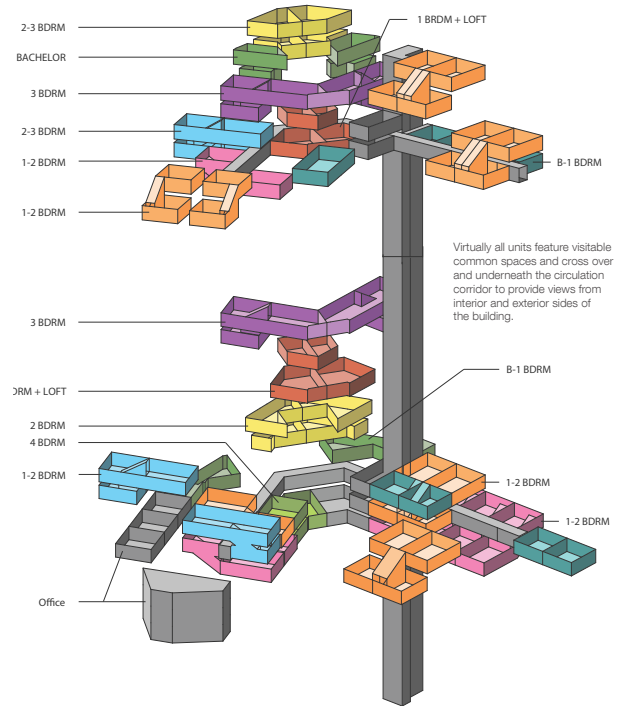 2-3 BDRM
1 BRDM + LOFT
BACHELOR
3 BDRM
2-3 BDRM
1-2 BDRM
B-1 BDRM
1-2 BDRM
Virtually all units feature visitable
common spaces and cross over
and underneath the circulation
corridor to provide views from
interior and exterior sides of
the building.
3 BDRM
B-1 BDRM
DRM + LOFT
2 BDRM
4 BDRM
1-2 BDRM
1-2 BDRM
1-2 BDRM
Office